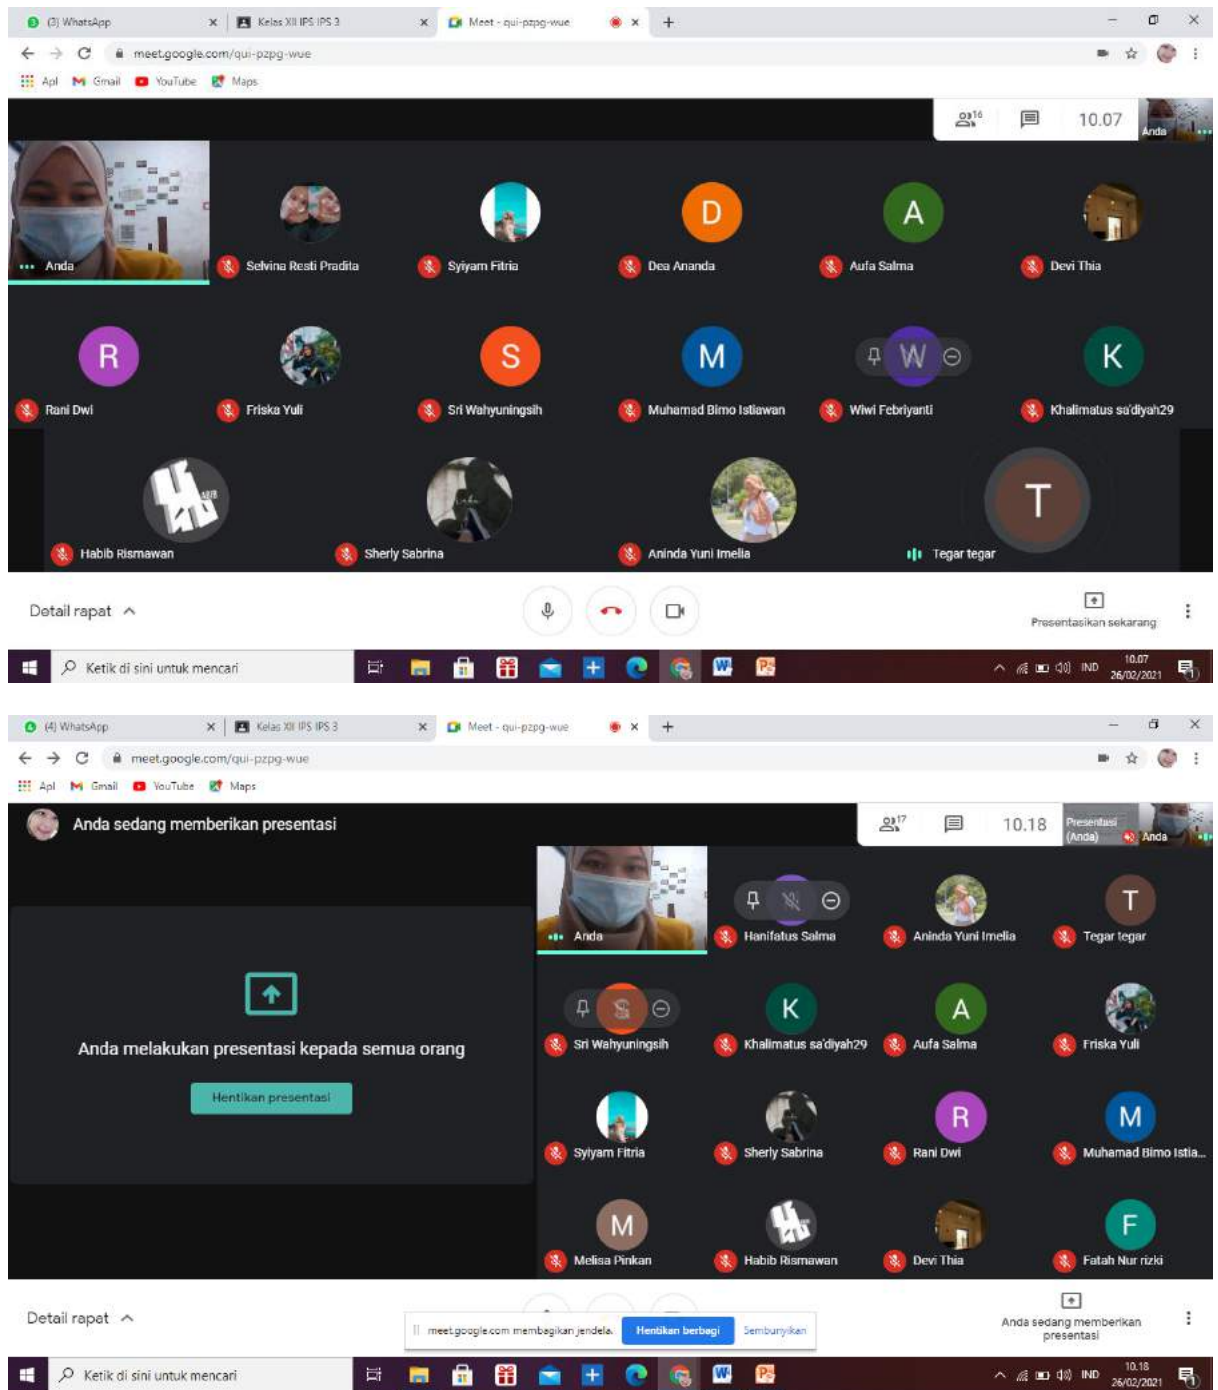 (3) WhatsApp
Kelas XII IPS IPS 3
Meet - qui-pzpg-wue
meet.google.com/qui-pzpg-wue
Apl Gmail YouTube Maps
16
10.07
Anda
Anda
Selvina Resti Pradita
Syiyam Fitria
D
Dea Ananda
A
Aufa Salma
Devi Thia
R
Rani Dwi
Friska Yuli
S
Sri Wahyuningsih
M
Muhamad Bimo Istiawan
W
Wiwi Febriyanti
K
Khalimatus sa'diyah29
Habib Rismawan
Sherly Sabrina
Aninda Yuni Imelia
T
Tegar tegar
Detail rapat
Presentasikan sekarang
Ketik di sini untuk mencari
IND
10.07
26/02/2021
(4) WhatsApp
Kelas XII IPS IPS 3
Meet - qui-pzpg-wue
meet.google.com/qui-pzpg-wue
Apl Gmail YouTube Maps
Anda sedang memberikan presentasi
17
10.18
Presentasi
(Anda)
Anda
Anda
Hanifatus Salma
Aninda Yuni Imelia
T
Tegar tegar
S
Sri Wahyuningsih
K
Khalimatus sa'diyah29
A
Aufa Salma
Friska Yuli
Anda melakukan presentasi kepada semua orang
Hentikan presentasi
Syiyam Fitria
Sherly Sabrina
R
Rani Dwi
M
Muhamad Bimo Istia...
M
Melisa Pinkan
Habib Rismawan
Devi Thia
F
Fatah Nur rizki
Detail rapat
meet.google.com membagikan jendela.
Hentikan berbagi
Sembunyikan
Anda sedang memberikan
presentasi
Ketik di sini untuk mencari
IND
10.18
26/02/2021